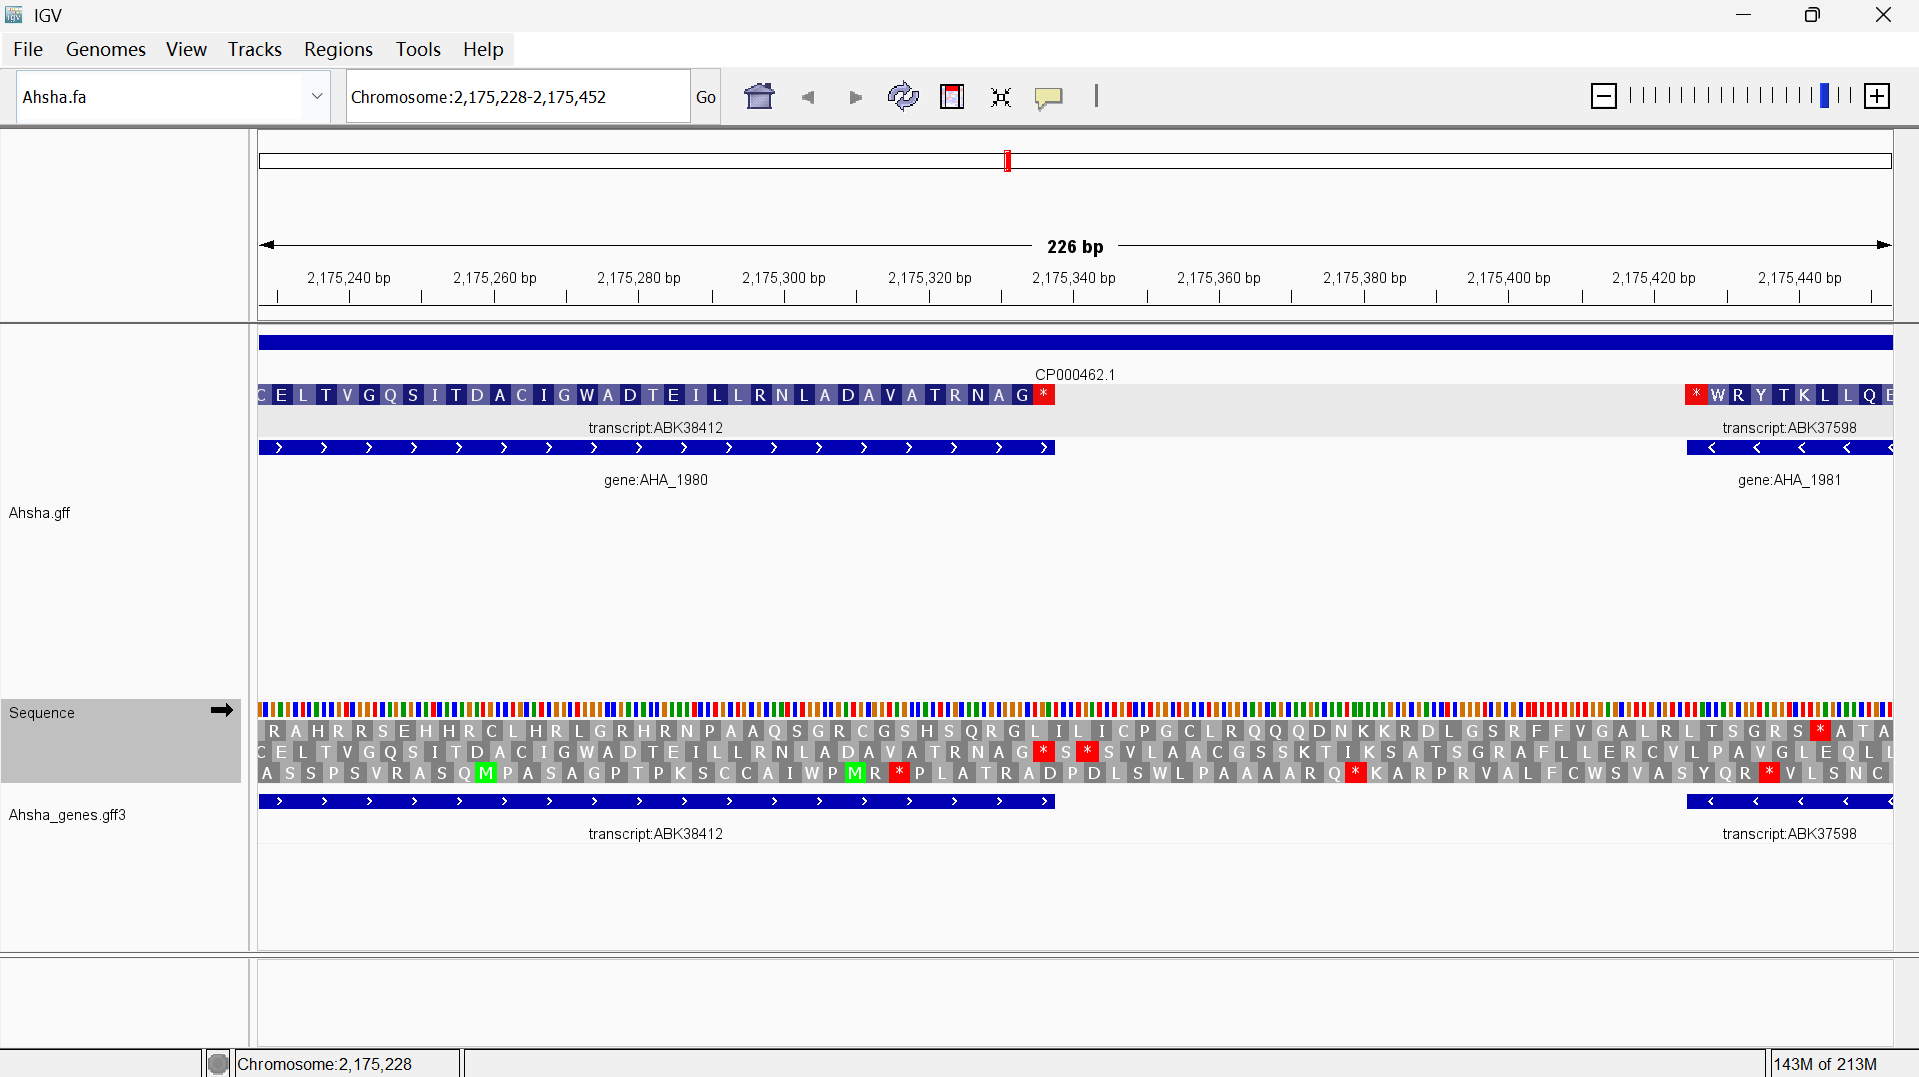 IGV
File Genomes View Tracks Regions Tools Help
Ahsha.fa Chromosome:2,175,228-2,175,452 Go
226 bp
2,175,240 bp 2,175,260 bp 2,175,280 bp 2,175,300 bp 2,175,320 bp 2,175,340 bp 2,175,360 bp 2,175,380 bp 2,175,400 bp 2,175,420 bp 2,175,440 bp
CP000462.1
C E L T V G Q S I T D A C I G W A D T E I L L R N L A D A V A T R N A G * * W R Y T K L L Q E
transcript:ABK38412 transcript:ABK37598
gene:AHA_1980 gene:AHA_1981
Ahsha.gff
Sequence
R A H R R S E H H R C L H R L G R H R N P A A Q S G R C G S H S Q R G L I L I C P G C L R Q Q Q D N K K R D L G S R F F V G A L R L T S G R S * A T A
C E L T V G Q S I T D A C I G W A D T E I L L R N L A D A V A T R N A G * S * S V L A A C G S S K T I K S A T S G R A F L L E R C V L P A V G L E Q L L
A S S P S V R A S Q M P A S A G P T P K S C C A I W P M R * P L A T R A D P D L S W L P A A A A R Q * K A R P R V A L F C W S V A S Y Q R * V L S N C
Ahsha_genes.gff3
transcript:ABK38412 transcript:ABK37598
Chromosome:2,175,228 143M of 213M